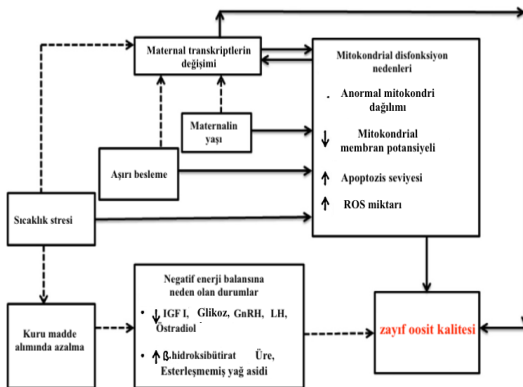 Maternal transkriptlerin
değişimi
Mitokondrial disfonksiyon
nedenleri
. Anormal mitokondri
dağılımı
↓ Mitokondrial
membran potansiyeli
↑ Apoptozis seviyesi
↑ ROS miktarı
Maternalin
yaşı
Aşırı besleme
Sıcaklık stresi
Kuru madde
alımında azalma
Negatif enerji balansına
neden olan durumlar
• ↓ IGF I, Glikoz, GnRH, LH,
Östradiol
• ↑ ß-hidroksibütirat Üre,
Esterleşmemiş yağ asidi
zayıf oosit kalitesi